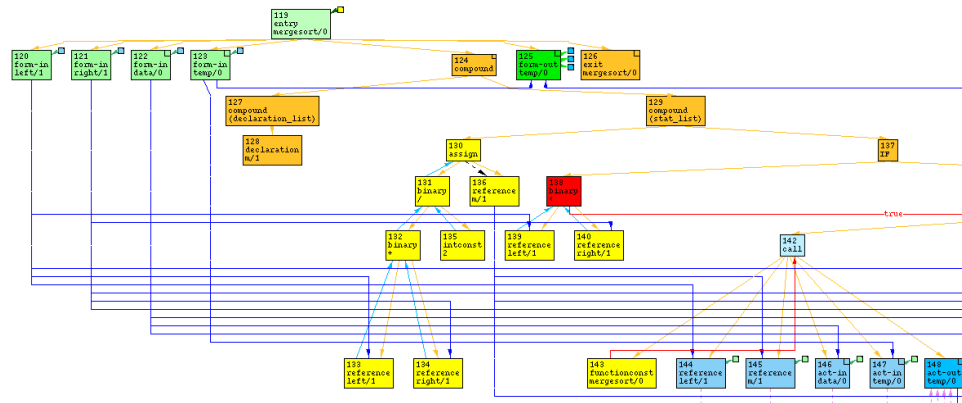 119
entry
mergesort/0
120
form-in
left/1
121
form-in
right/1
122
form-in
data/0
123
form-in
temp/0
124
compound
125
form-out
temp/0
126
exit
mergesort/0
127
compound
(declaration_list)
129
compound
(stat_list)
128
declaration
m/1
130
assign
137
IF
131
binary
/
136
reference
m/1
138
binary
<
true
132
binary
+
135
intconst
2
139
reference
left/1
140
reference
right/1
142
call
133
reference
left/1
134
reference
right/1
143
functionconst
mergesort/0
144
reference
left/1
145
reference
m/1
146
act-in
data/0
147
act-in
temp/0
148
act-out
temp/0